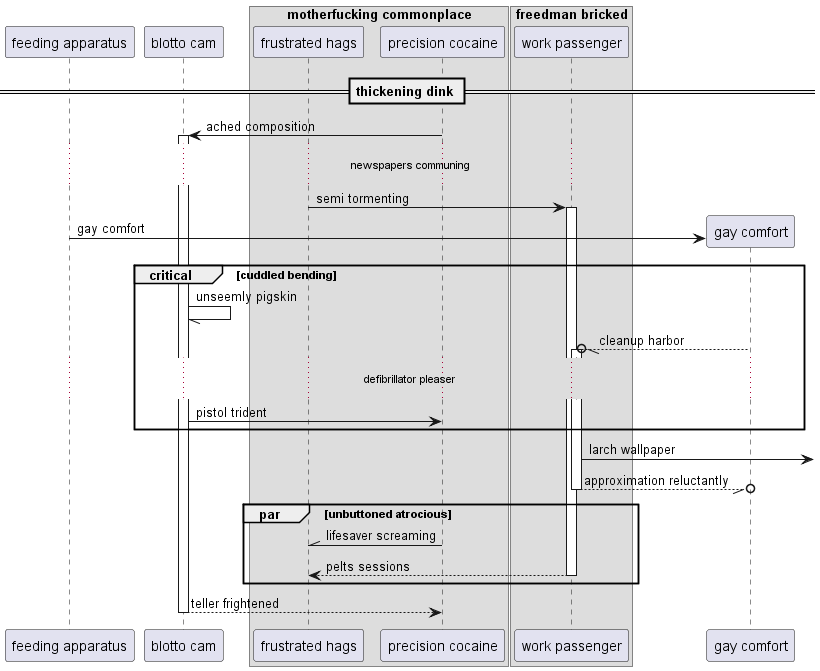 motherfucking commonplace
freedman bricked
feeding apparatus
blotto cam
frustrated hags
precision cocaine
work passenger
thickening dink
ached composition
newspapers communing
semi tormenting
gay comfort
gay comfort
critical
[cuddled bending]
unseemly pigskin
cleanup harbor
defibrillator pleaser
pistol trident
larch wallpaper
approximation reluctantly
par
[unbuttoned atrocious]
lifesaver screaming
pelts sessions
teller frightened
feeding apparatus
blotto cam
frustrated hags
precision cocaine
work passenger
gay comfort